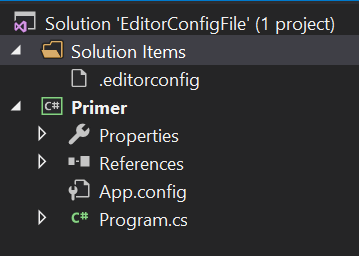 Solution 'EditorConfigFile' (1 project)
Solution Items
.editorconfig
C# Primer
Properties
References
App.config
C# Program.cs